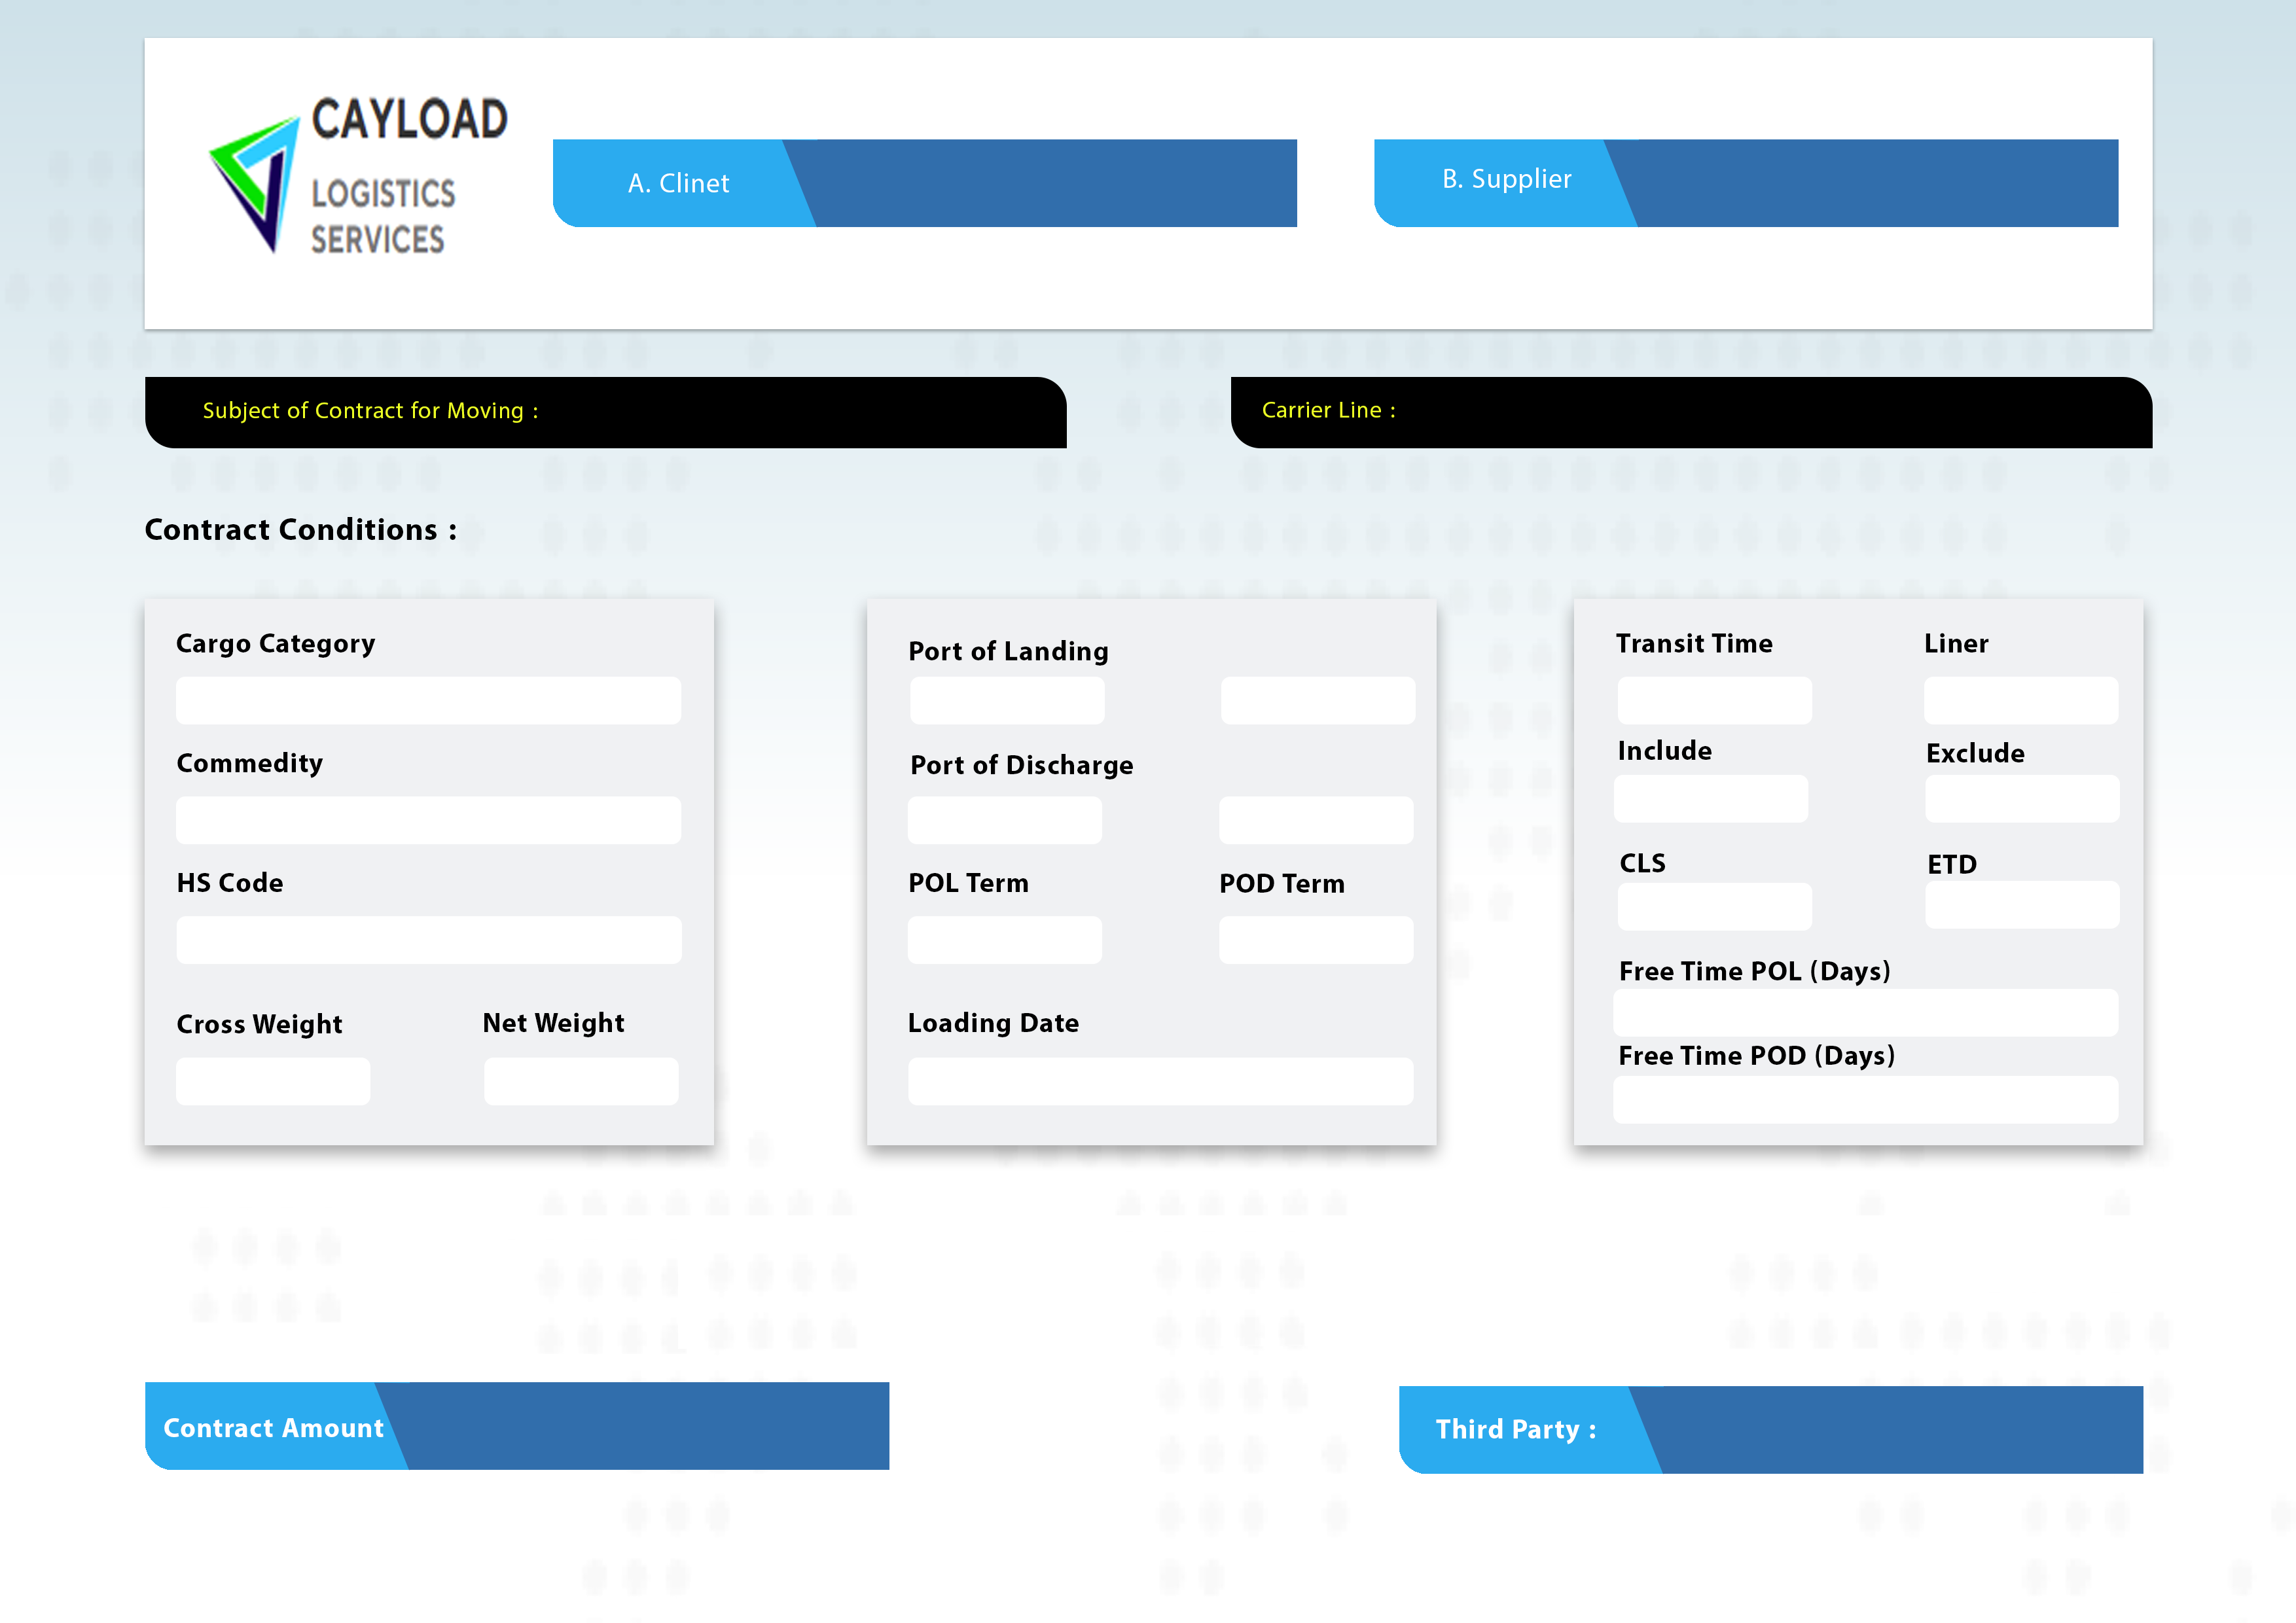 CAYLOAD
LOGISTICS
SERVICES
A. Clinet
B. Supplier
Subject of Contract for Moving :
Carrier Line :
Contract Conditions :
Cargo Category
Commedity
HS Code
Cross Weight
Net Weight
Port of Landing
Port of Discharge
POL Term
POD Term
Loading Date
Transit Time
Liner
Include
Exclude
CLS
ETD
Free Time POL (Days)
Free Time POD (Days)
Contract Amount
Third Party :